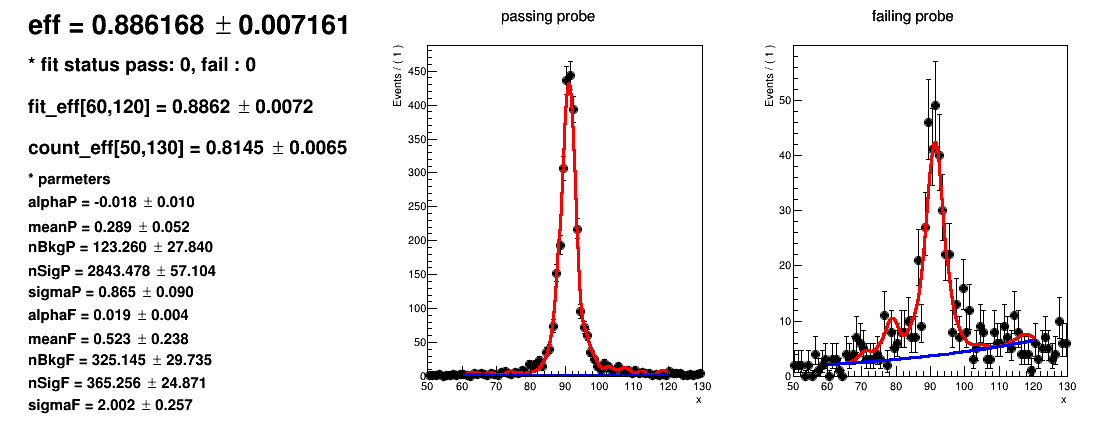 eff = 0.886168 ± 0.007161
* fit status pass: 0, fail : 0
fit_eff[60,120] = 0.8862 ± 0.0072
count_eff[50,130] = 0.8145 ± 0.0065
* parmeters
alphaP = -0.018 ± 0.010
meanP = 0.289 ± 0.052
nBkgP = 123.260 ± 27.840
nSigP = 2843.478 ± 57.104
sigmaP = 0.865 ± 0.090
alphaF = 0.019 ± 0.004
meanF = 0.523 ± 0.238
nBkgF = 325.145 ± 29.735
nSigF = 365.256 ± 24.871
sigmaF = 2.002 ± 0.257
passing probe
Events / ( 1 )
450
400
350
300
250
200
150
100
50
0
50 60 70 80 90 100 110 120 130
x
failing probe
Events / ( 1 )
50
40
30
20
10
0
50 60 70 80 90 100 110 120 130
x